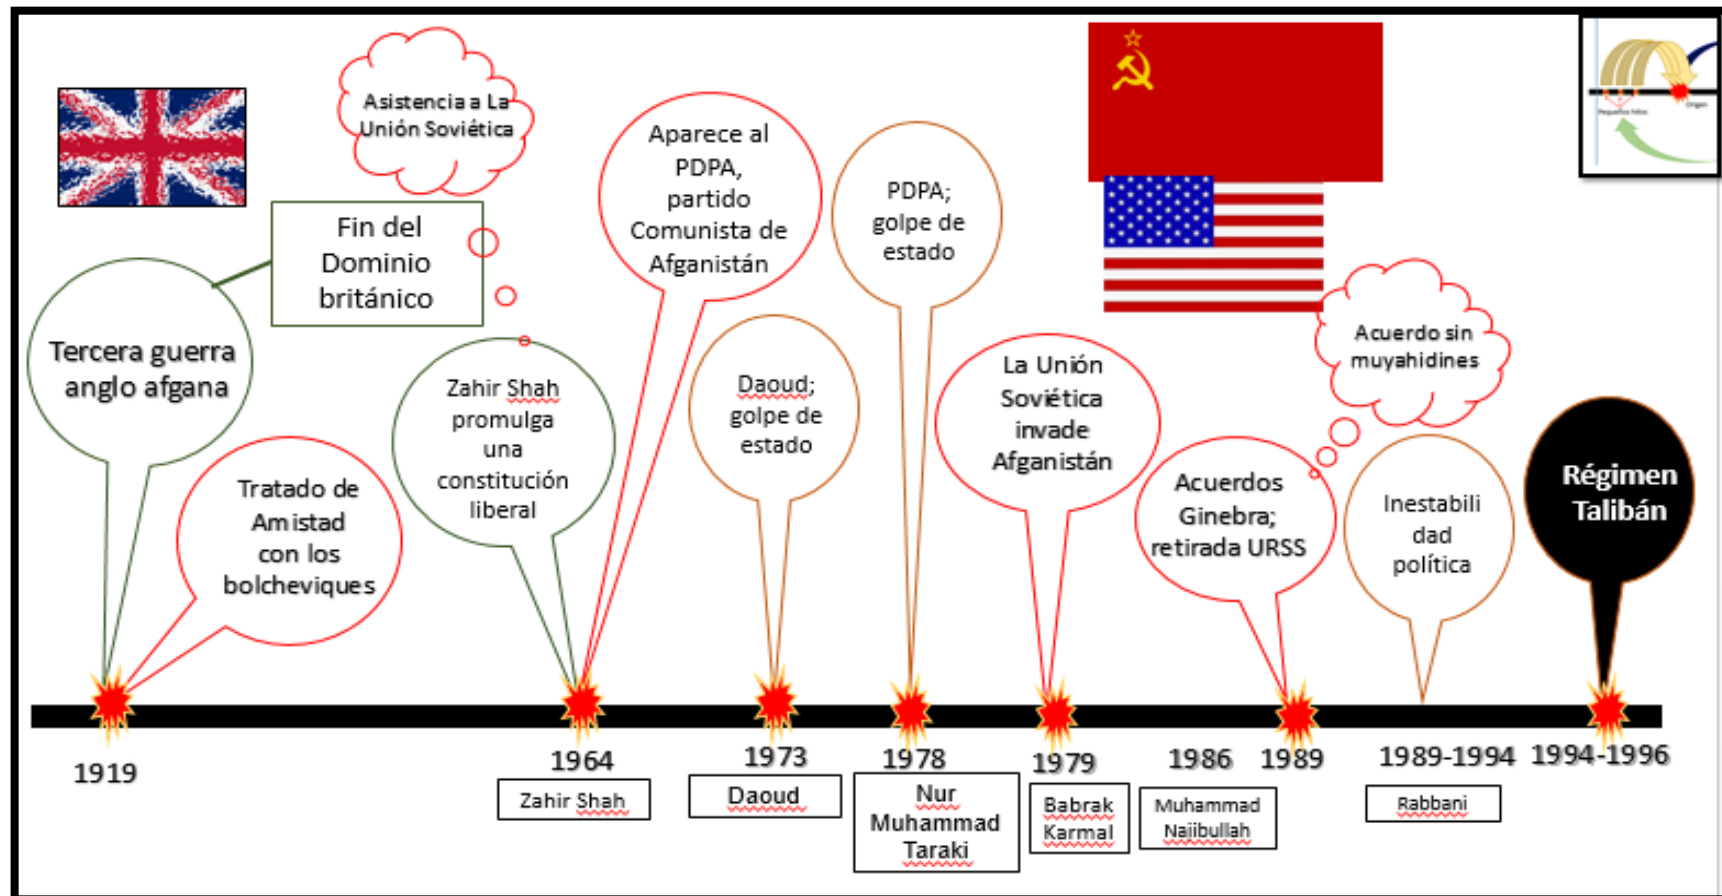 Asistencia a La
Unión Soviética
Fin del
Dominio
británico
Tercera guerra
anglo afgana
Tratado de
Amistad
con los
bolcheviques
Zahir Shah
promulga
una
constitución
liberal
Aparece al
PDPA,
partido
Comunista de
Afganistán
Daoud;
golpe de
estado
PDPA;
golpe de
estado
La Unión
Soviética
invade
Afganistán
Acuerdo sin
muyahidines
Acuerdos
Ginebra;
retirada URSS
Inestabili
dad
política
Régimen
Talibán
Origen
Pequeños hitos
1919
1964
1973
1978
1979
1986
1989
1989-1994
1994-1996
Zahir Shah
Daoud
Nur
Muhammad
Taraki
Babrak
Karmal
Muhammad
Najibullah
Rabbani